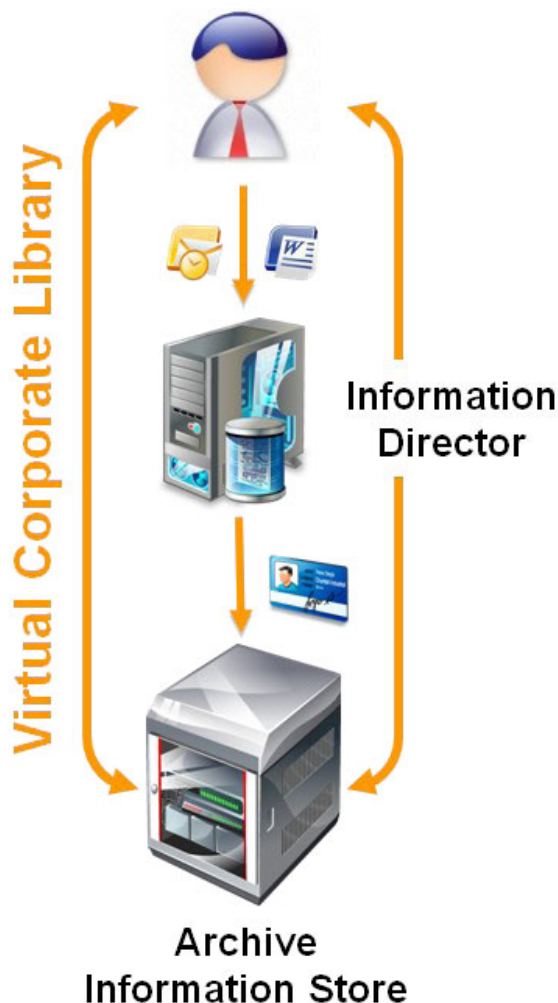 Virtual Corporate Library
W
Information
Director
Archive
Information Store